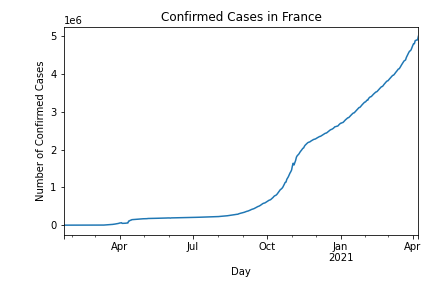 Confirmed Cases in France
1e6
5
4
3
2
1
0
Number of Confirmed Cases
Apr
Jul
Oct
Jan
2021
Apr
Day